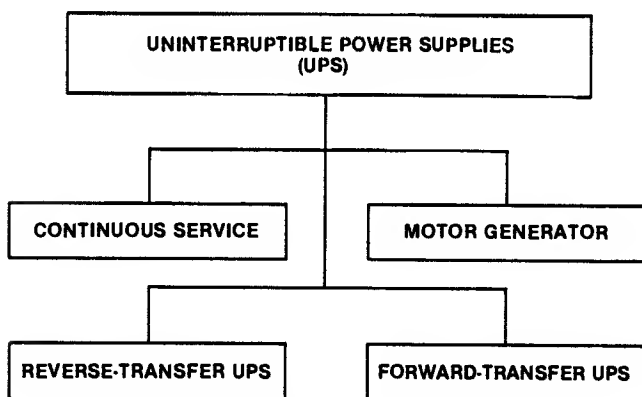 UNINTERRUPTIBLE POWER SUPPLIES
(UPS)
CONTINUOUS SERVICE
MOTOR GENERATOR
REVERSE-TRANSFER UPS
FORWARD-TRANSFER UPS